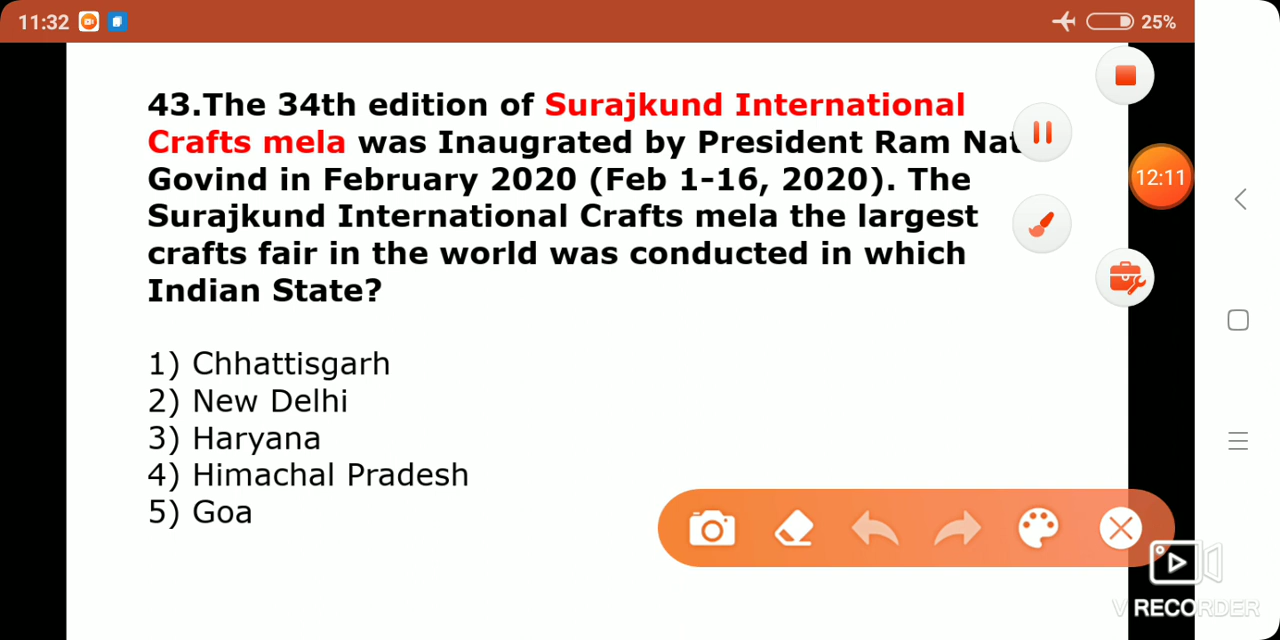 11:32
25%
43.The 34th edition of Surajkund International
Crafts mela was Inaugrated by President Ram Nat
Govind in February 2020 (Feb 1-16, 2020). The
Surajkund International Crafts mela the largest
crafts fair in the world was conducted in which
Indian State?
12:11
1) Chhattisgarh
2) New Delhi
3) Haryana
4) Himachal Pradesh
5) Goa
V RECORDER